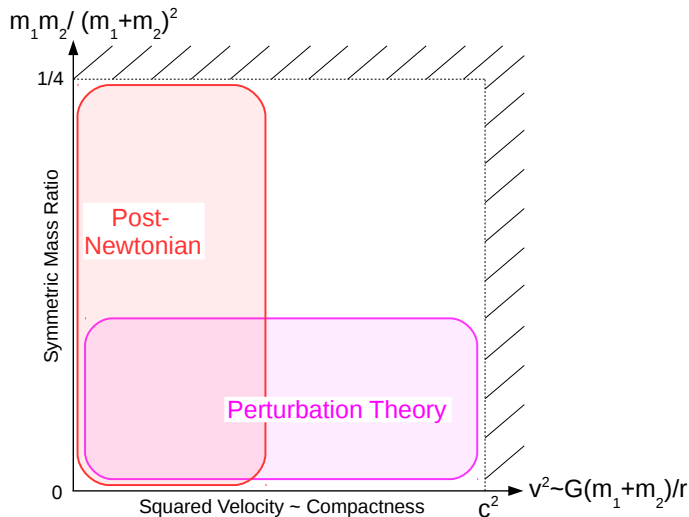 m₁m₂/ (m₁+m₂)²
1/4
Symmetric Mass Ratio
Post-
Newtonian
Perturbation Theory
0
Squared Velocity ~ Compactness
c²
v²~G(m₁+m₂)/r